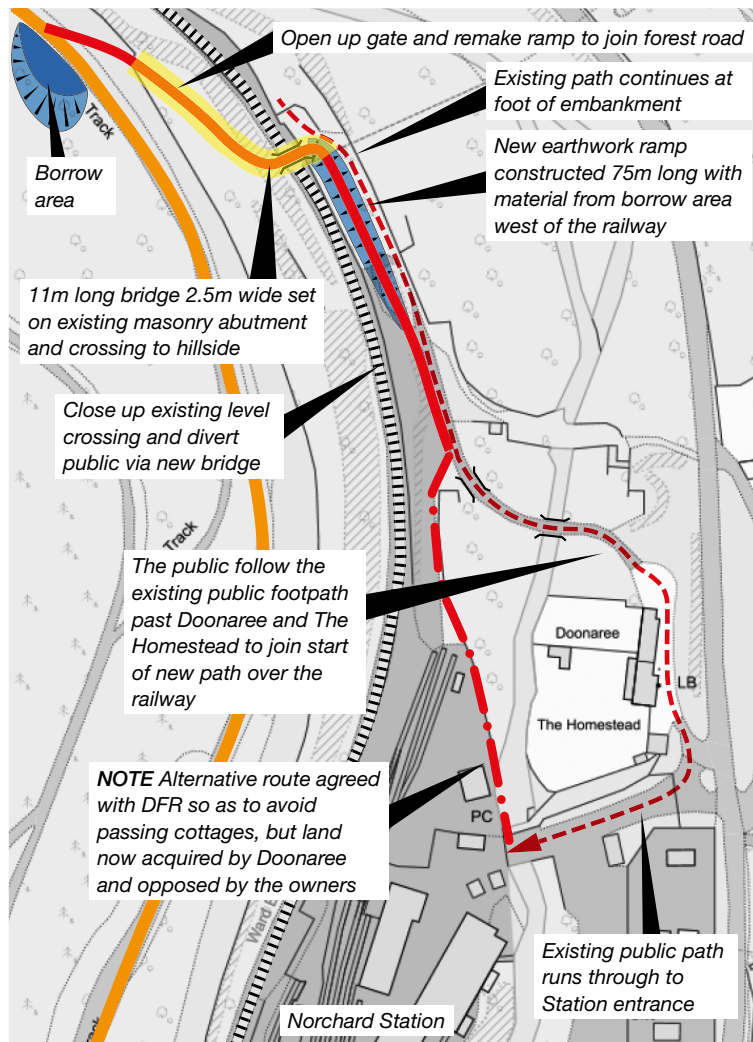 Open up gate and remake ramp to join forest road
Existing path continues at
foot of embankment
Track
Borrow
area
New earthwork ramp
constructed 75m long with
material from borrow area
west of the railway
11m long bridge 2.5m wide set
on existing masonry abutment
and crossing to hillside
Close up existing level
crossing and divert
public via new bridge
Track
Track
The public follow the
existing public footpath
past Doonaree and The
Homestead to join start
of new path over the
railway
Doonaree
LB
The Homestead
NOTE Alternative route agreed
with DFR so as to avoid
passing cottages, but land
now acquired by Doonaree
and opposed by the owners
PC
Existing public path
runs through to
Station entrance
Norchard Station
Track